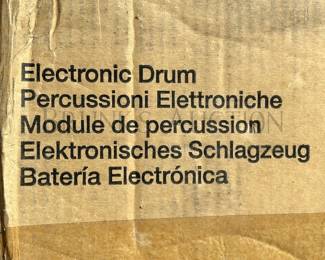 Electronic Drum
Percussioni Elettroniche
Module de percussion
Elektronisches Schlagzeug
Batería Electrónica